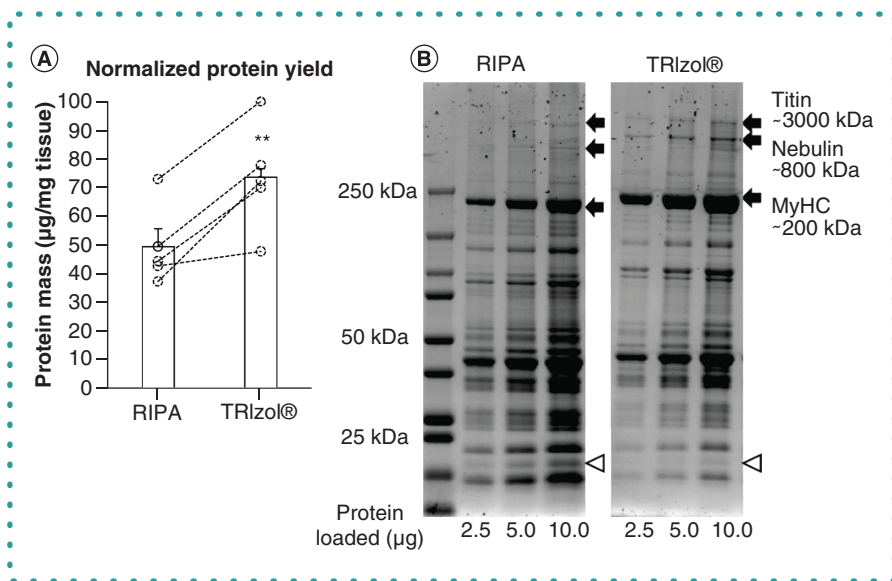 A
Normalized protein yield
Protein mass (µg/mg tissue)
100
90
80
70
60
50
40
30
20
10
0
**
RIPA
TRIzol®
B
RIPA
TRIzol®
250 kDa
50 kDa
25 kDa
Titin
~3000 kDa
Nebulin
~800 kDa
MyHC
~200 kDa
Protein
loaded (µg)
2.5 5.0 10.0
2.5 5.0 10.0